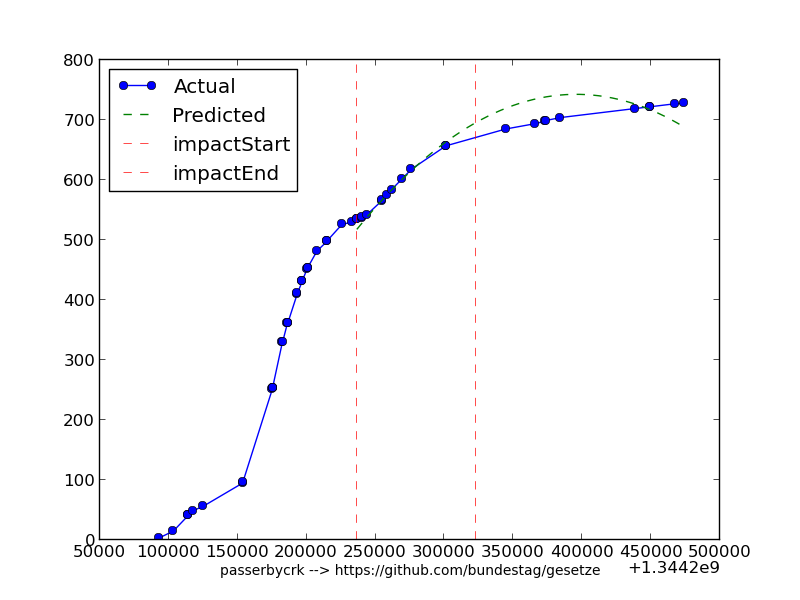 800
700
600
500
400
300
200
100
0
Actual
Predicted
impactStart
impactEnd
50000 100000 150000 200000 250000 300000 350000 400000 450000 500000
passerbycrk --> https://github.com/bundestag/gesetze
+1.3442e9